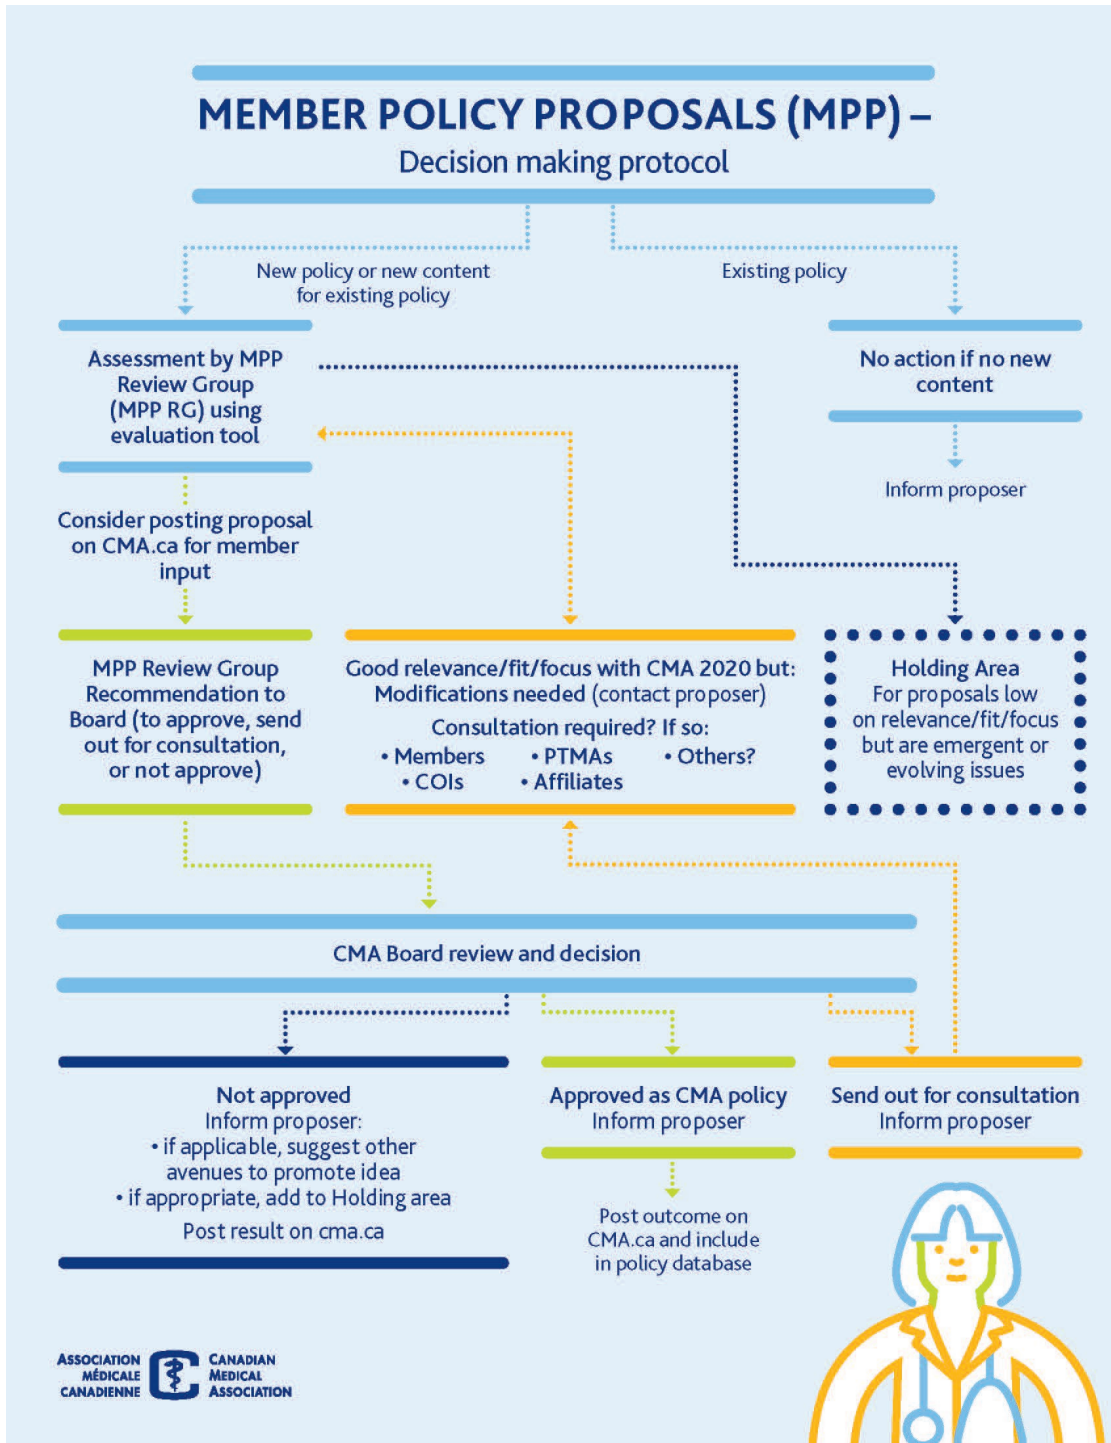 MEMBER POLICY PROPOSALS (MPP) –
Decision making protocol
New policy or new content
for existing policy
Existing policy
Assessment by MPP
Review Group
(MPP RG) using
evaluation tool
No action if no new
content
Inform proposer
Consider posting proposal
on CMA.ca for member
input
MPP Review Group
Recommendation to
Board (to approve, send
out for consultation,
or not approve)
Good relevance/fit/focus with CMA 2020 but:
Modifications needed (contact proposer)
Consultation required? If so:
• Members • PTMAs • Others?
• COIs • Affiliates
Holding Area
For proposals low
on relevance/fit/focus
but are emergent or
evolving issues
CMA Board review and decision
Not approved
Inform proposer:
• if applicable, suggest other
avenues to promote idea
• if appropriate, add to Holding area
Post result on cma.ca
Approved as CMA policy
Inform proposer
Post outcome on
CMA.ca and include
in policy database
Send out for consultation
Inform proposer
ASSOCIATION
MÉDICALE
CANADIENNE
CANADIAN
MEDICAL
ASSOCIATION